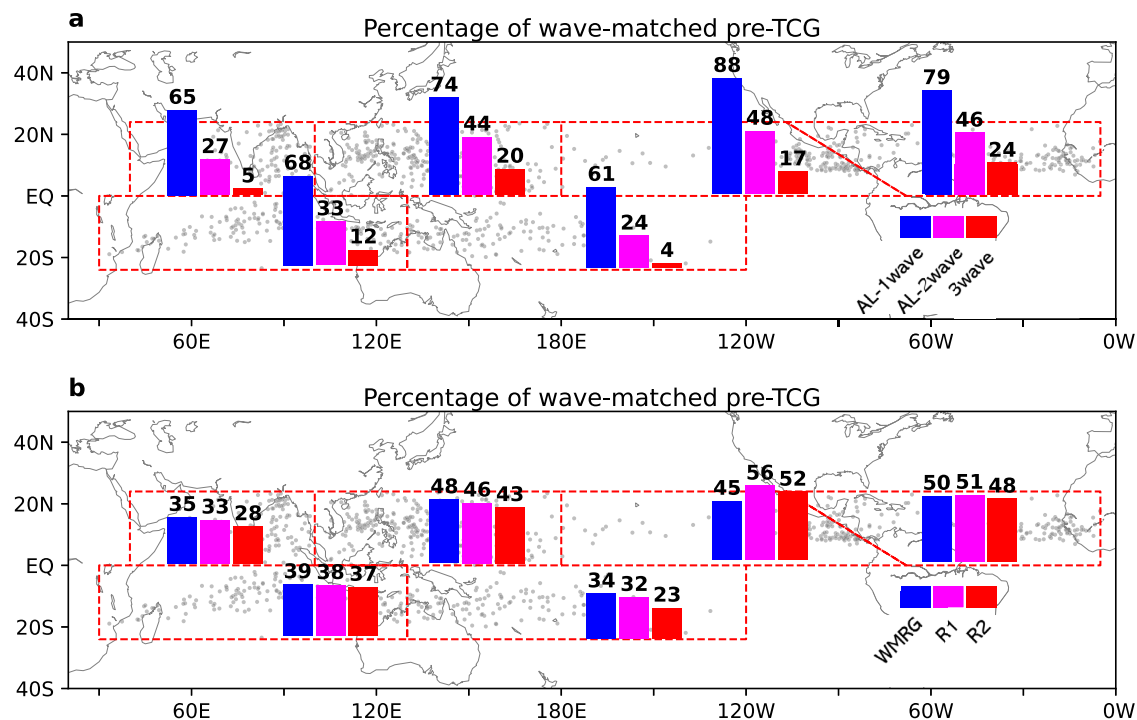 a
Percentage of wave-matched pre-TCG
40N
20N
EQ
20S
40S
65
27
5
68
33
12
74
44
20
61
24
4
88
48
17
79
46
24
AL-1wave
AL-2wave
3wave
60E
120E
180E
120W
60W
0W
b
Percentage of wave-matched pre-TCG
40N
20N
EQ
20S
40S
35
33
28
39
38
37
48
46
43
34
32
23
45
56
52
50
51
48
WMRG
R1
R2
60E
120E
180E
120W
60W
0W